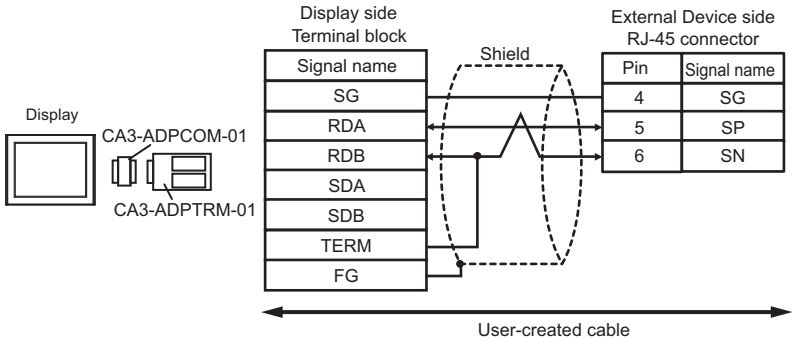 Display side
Terminal block
External Device side
RJ-45 connector
Shield
Signal name
Pin
Signal name
SG
4
SG
RDA
5
SP
RDB
6
SN
SDA
SDB
TERM
FG
Display
CA3-ADPCOM-01
CA3-ADPTRM-01
User-created cable